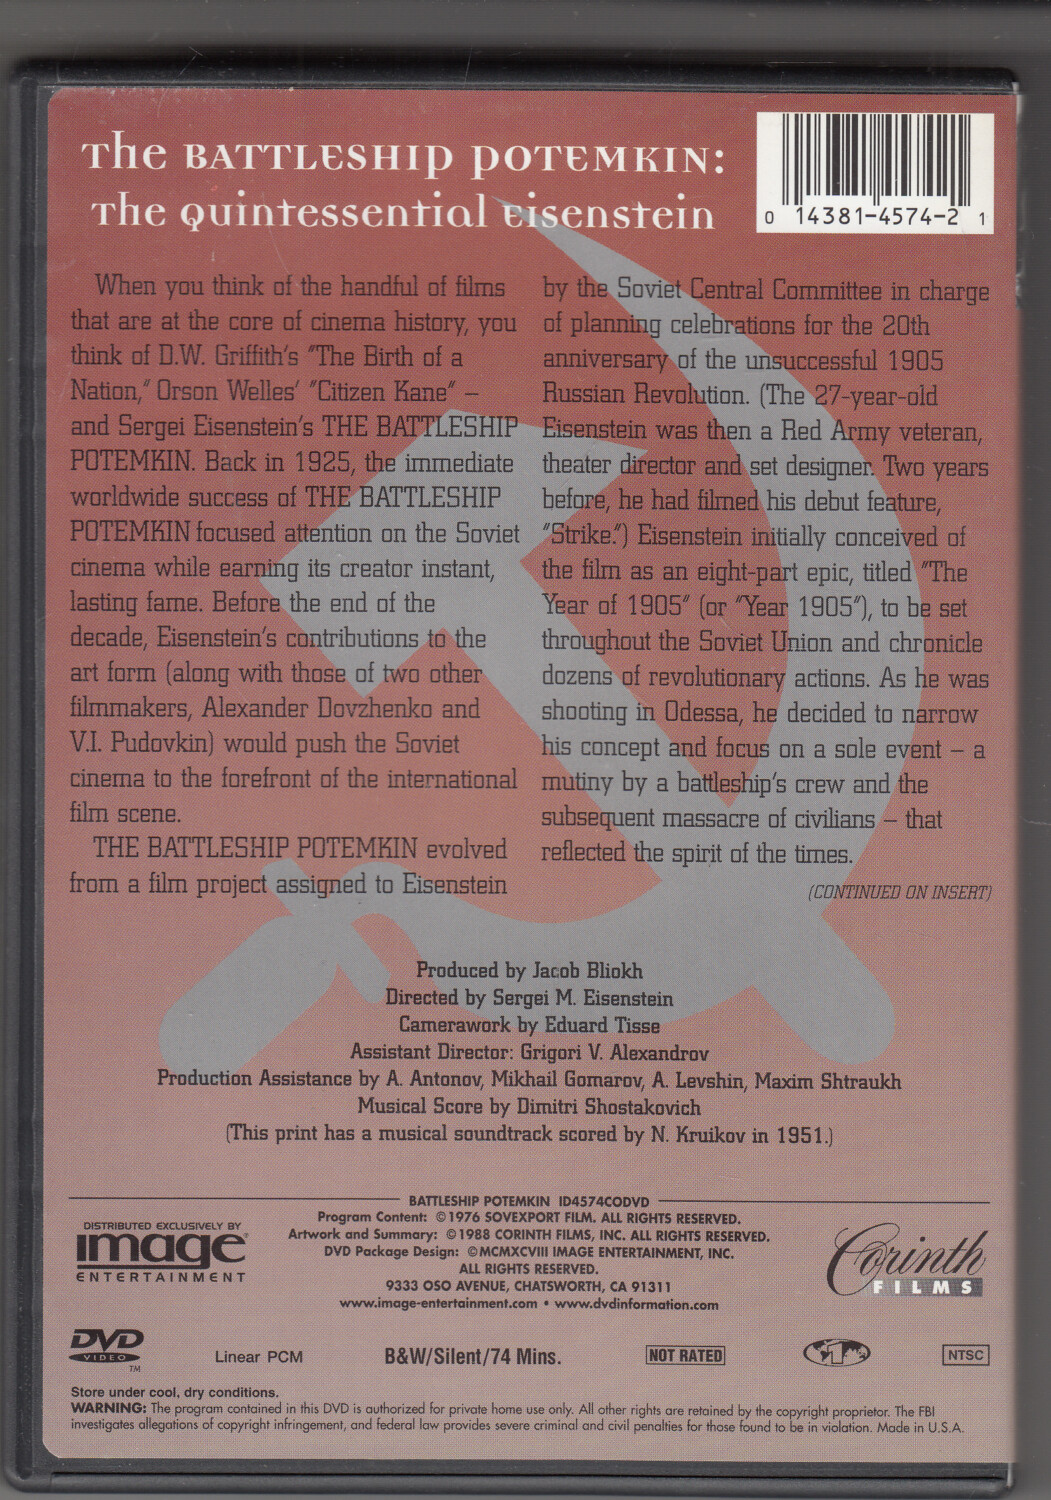 The BATTLESHIP POTEMKIN:
The Quintessential Eisenstein
0 14381-4574-2 1
When you think of the handful of films
that are at the core of cinema history, you
think of D.W. Griffith's "The Birth of a
Nation," Orson Welles' "Citizen Kane" –
and Sergei Eisenstein's THE BATTLESHIP
POTEMKIN. Back in 1925, the immediate
worldwide success of THE BATTLESHIP
POTEMKIN focused attention on the Soviet
cinema while earning its creator instant,
lasting fame. Before the end of the
decade, Eisenstein's contributions to the
art form (along with those of two other
filmmakers, Alexander Dovzhenko and
V.I. Pudovkin) would push the Soviet
cinema to the forefront of the international
film scene.
THE BATTLESHIP POTEMKIN evolved
from a film project assigned to Eisenstein
by the Soviet Central Committee in charge
of planning celebrations for the 20th
anniversary of the unsuccessful 1905
Russian Revolution. (The 27-year-old
Eisenstein was then a Red Army veteran,
theater director and set designer. Two years
before, he had filmed his debut feature,
"Strike.") Eisenstein initially conceived of
the film as an eight-part epic, titled "The
Year of 1905" (or "Year 1905"), to be set
throughout the Soviet Union and chronicle
dozens of revolutionary actions. As he was
shooting in Odessa, he decided to narrow
his concept and focus on a sole event – a
mutiny by a battleship's crew and the
subsequent massacre of civilians – that
reflected the spirit of the times.
(CONTINUED ON INSERT)
Produced by Jacob Bliokh
Directed by Sergei M. Eisenstein
Camerawork by Eduard Tisse
Assistant Director: Grigori V. Alexandrov
Production Assistance by A. Antonov, Mikhail Gomarov, A. Levshin, Maxim Shtraukh
Musical Score by Dimitri Shostakovich
(This print has a musical soundtrack scored by N. Kruikov in 1951.)
BATTLESHIP POTEMKIN ID4574CODVD
Program Content: ©1976 SOVEXPORT FILM. ALL RIGHTS RESERVED.
Artwork and Summary: ©1988 CORINTH FILMS, INC. ALL RIGHTS RESERVED.
DVD Package Design: ©MCMXCVIII IMAGE ENTERTAINMENT, INC.
ALL RIGHTS RESERVED.
9333 OSO AVENUE, CHATSWORTH, CA 91311
www.image-entertainment.com • www.dvdinformation.com
DISTRIBUTED EXCLUSIVELY BY
image®
ENTERTAINMENT
Corinth
FILMS
DVD
VIDEO
TM
Linear PCM
B&W/Silent/74 Mins.
NOT RATED
1
NTSC
Store under cool, dry conditions.
WARNING: The program contained in this DVD is authorized for private home use only. All other rights are retained by the copyright proprietor. The FBI
investigates allegations of copyright infringement, and federal law provides severe criminal and civil penalties for those found to be in violation. Made in U.S.A.